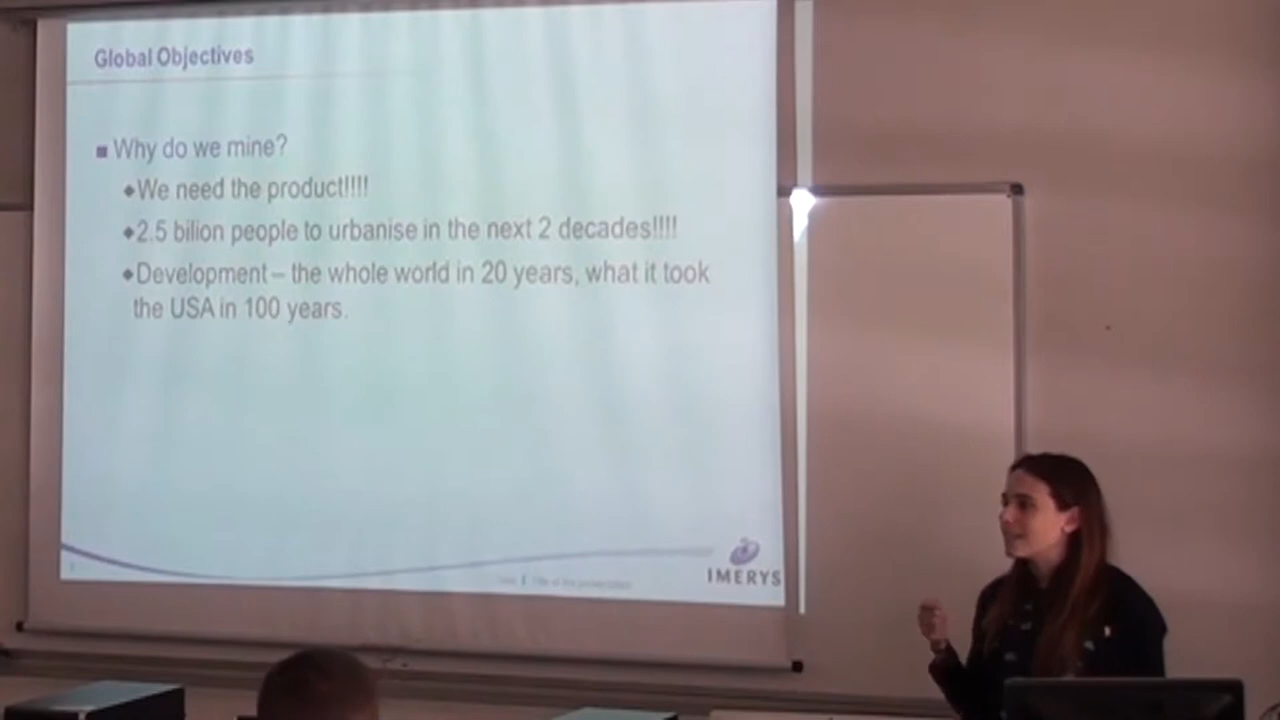 Global Objectives
Why do we mine?
We need the product!!!!
2.5 bilion people to urbanise in the next 2 decades!!!!
Development – the whole world in 20 years, what it took
the USA in 100 years.
IMERYS